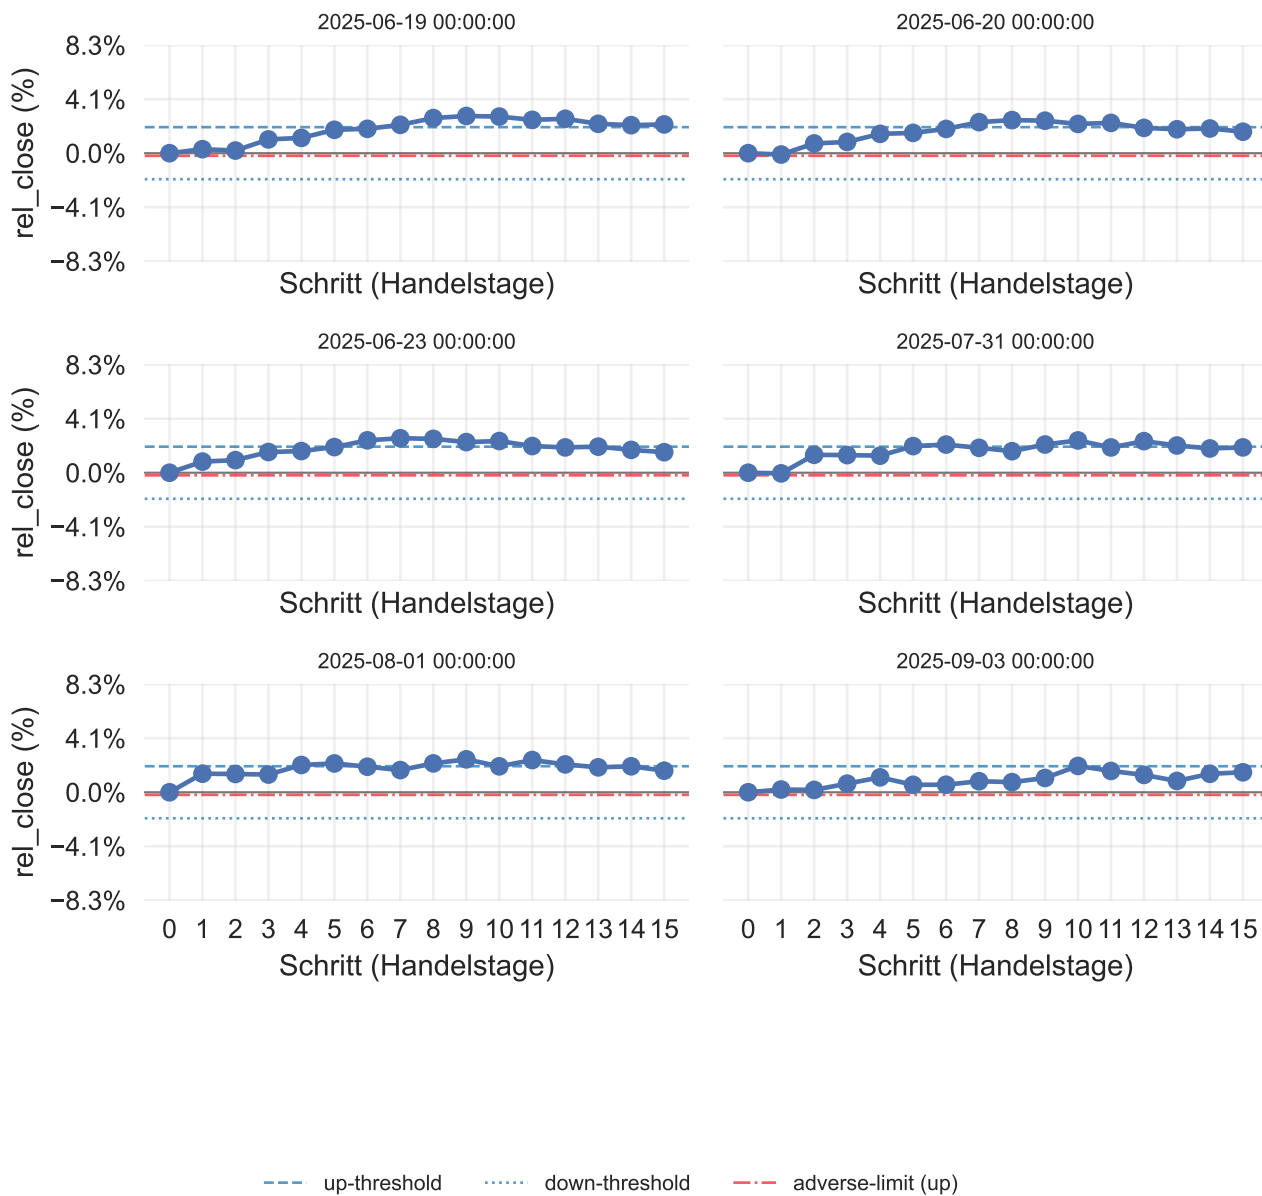 2025-06-19 00:00:00
8.3%
4.1%
0.0%
−4.1%
−8.3%
rel_close (%)
Schritt (Handelstage)
2025-06-20 00:00:00
Schritt (Handelstage)
2025-06-23 00:00:00
8.3%
4.1%
0.0%
−4.1%
−8.3%
rel_close (%)
Schritt (Handelstage)
2025-07-31 00:00:00
Schritt (Handelstage)
2025-08-01 00:00:00
8.3%
4.1%
0.0%
−4.1%
−8.3%
rel_close (%)
0 1 2 3 4 5 6 7 8 9 10 11 12 13 14 15
Schritt (Handelstage)
2025-09-03 00:00:00
0 1 2 3 4 5 6 7 8 9 10 11 12 13 14 15
Schritt (Handelstage)
up-threshold
down-threshold
adverse-limit (up)